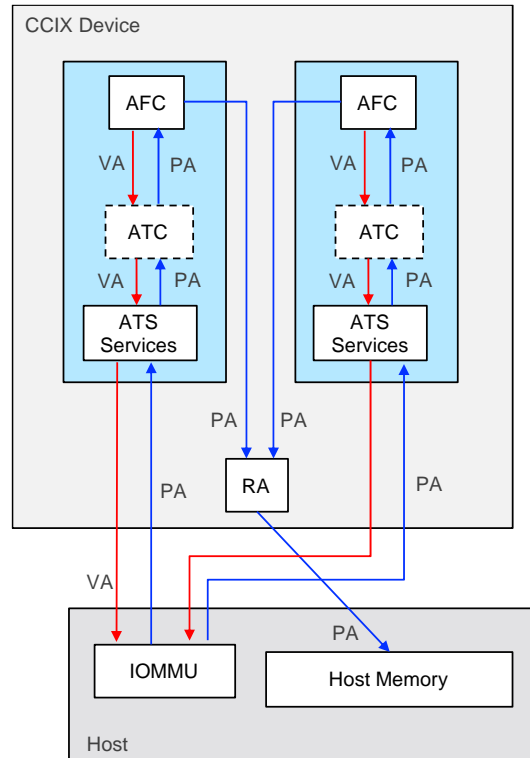 CCIX Device
AFC
AFC
VA
PA
VA
PA
ATC
ATC
VA
PA
VA
PA
ATS
Services
ATS
Services
PA
PA
RA
PA
PA
VA
PA
IOMMU
Host Memory
Host